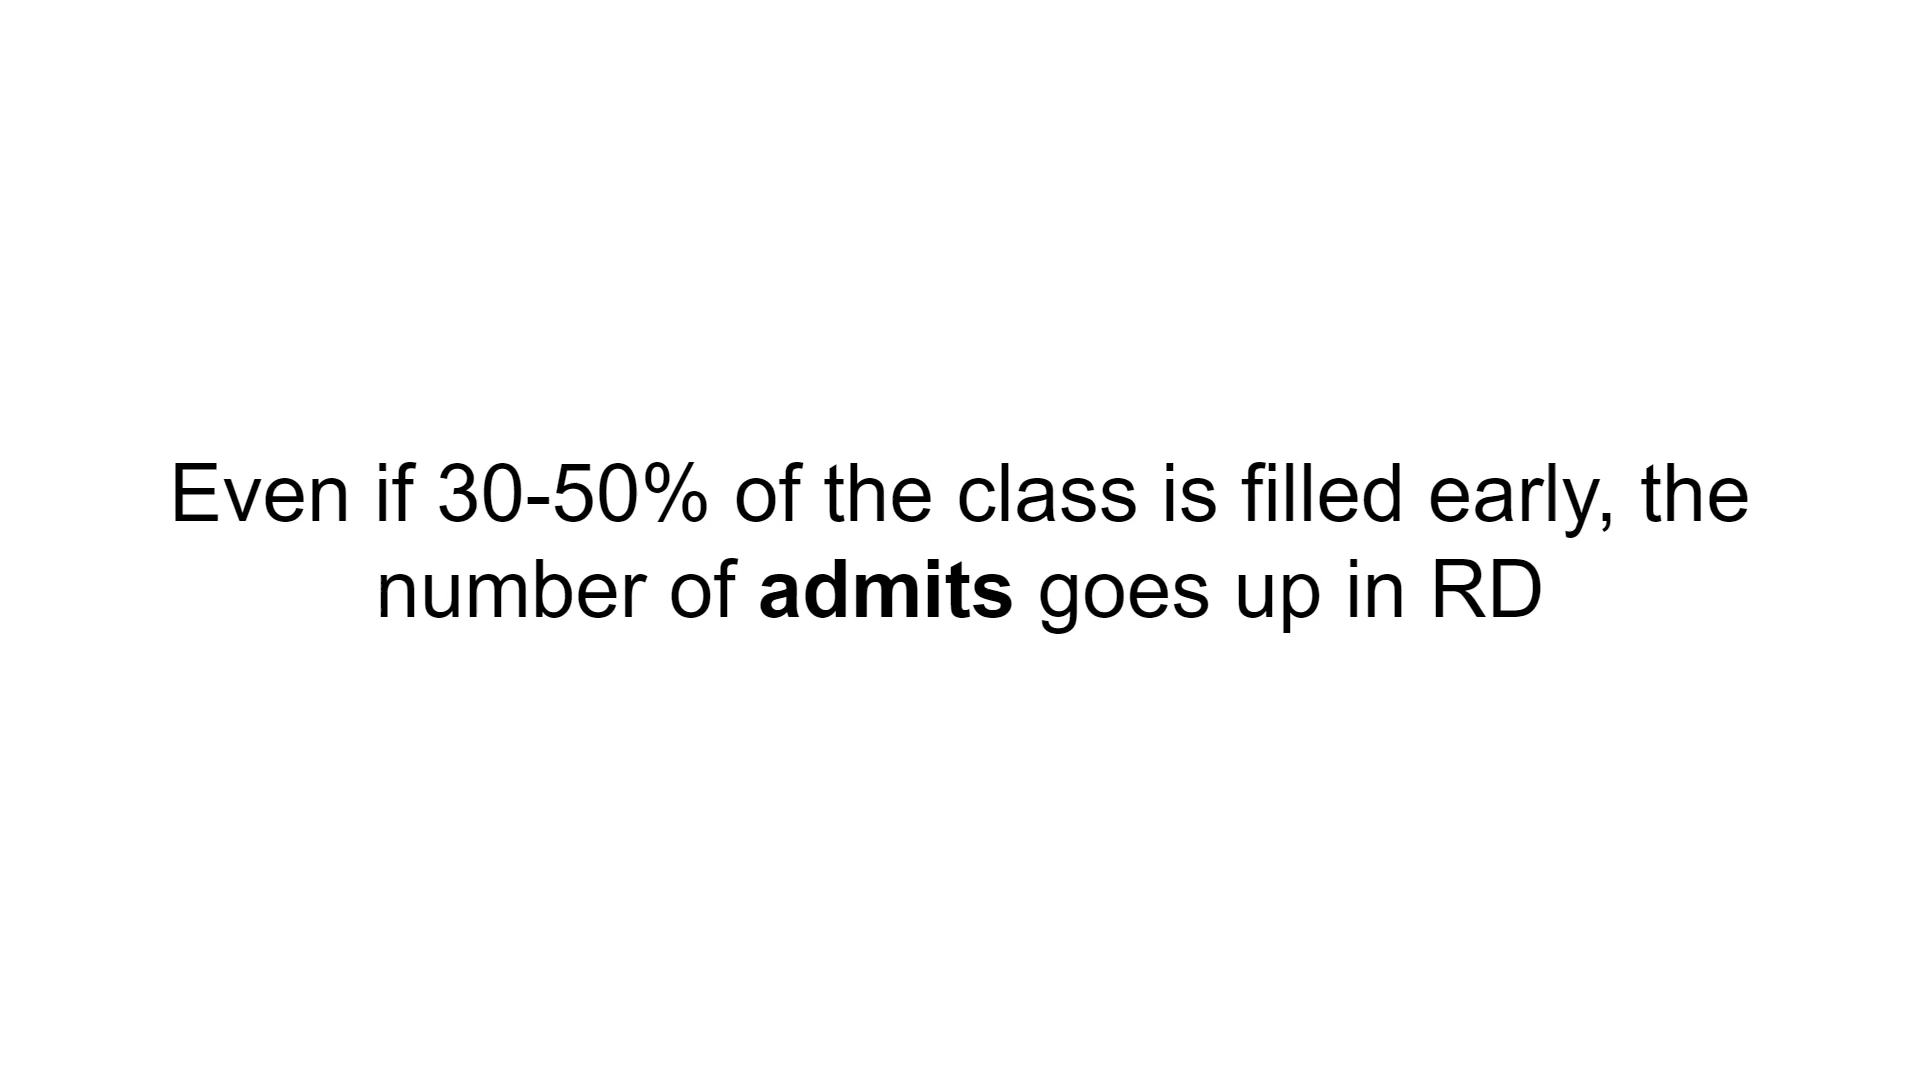 Even if 30-50% of the class is filled early, the
number of admits goes up in RD